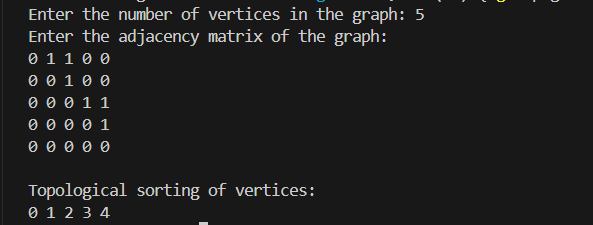 Enter the number of vertices in the graph: 5
Enter the adjacency matrix of the graph:
0 1 1 0 0
0 0 1 0 0
0 0 0 1 1
0 0 0 0 1
0 0 0 0 0
Topological sorting of vertices:
0 1 2 3 4